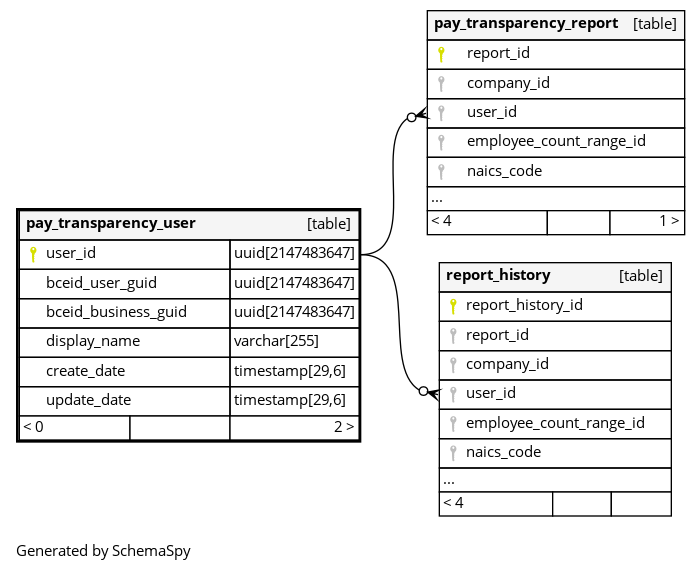 pay_transparency_report [table]
report_id
company_id
user_id
employee_count_range_id
naics_code
...
< 4 1 >
pay_transparency_user [table]
user_id uuid[2147483647]
bceid_user_guid uuid[2147483647]
bceid_business_guid uuid[2147483647]
display_name varchar[255]
create_date timestamp[29,6]
update_date timestamp[29,6]
< 0 2 >
report_history [table]
report_history_id
report_id
company_id
user_id
employee_count_range_id
naics_code
...
< 4
Generated by SchemaSpy